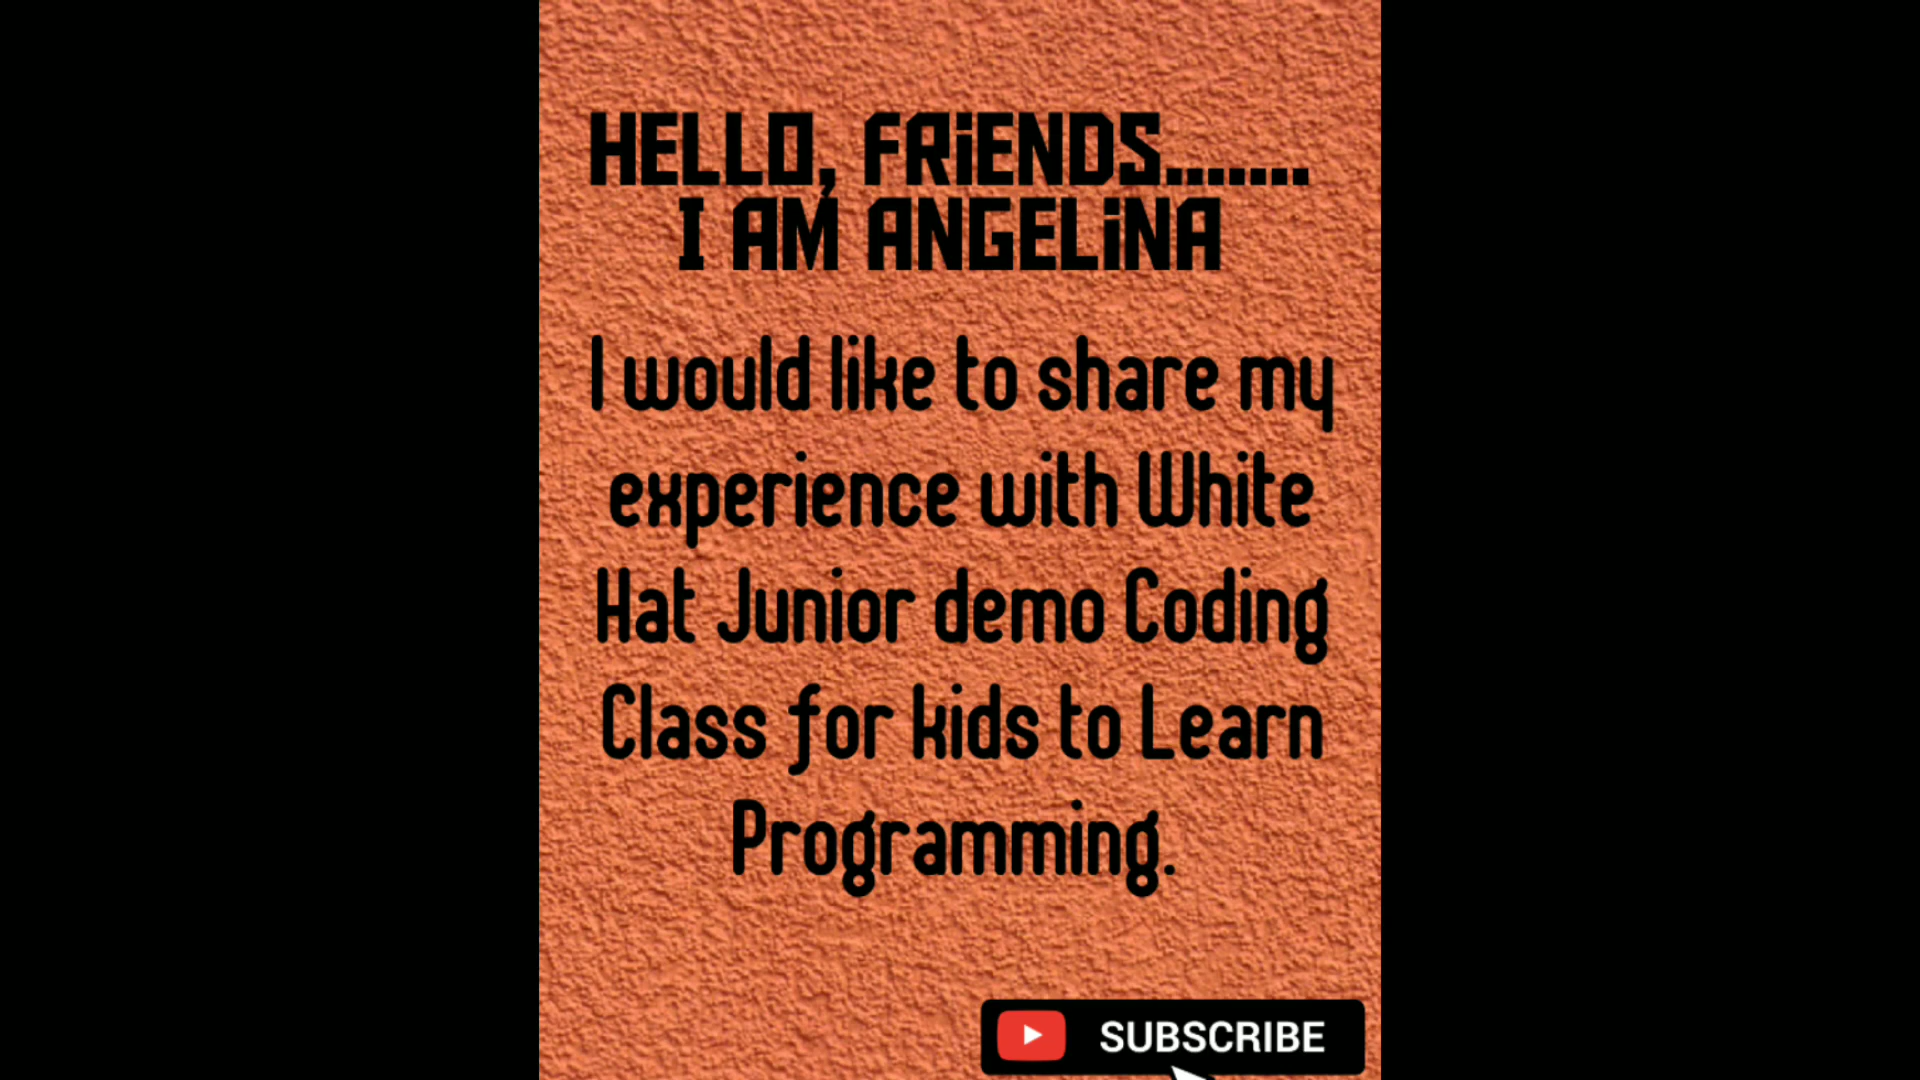 HELLO, FRiENDS.......
I AM ANGELiNA
I would like to share my
experience with White
Hat Junior demo Coding
Class for kids to Learn
Programming.
SUBSCRIBE